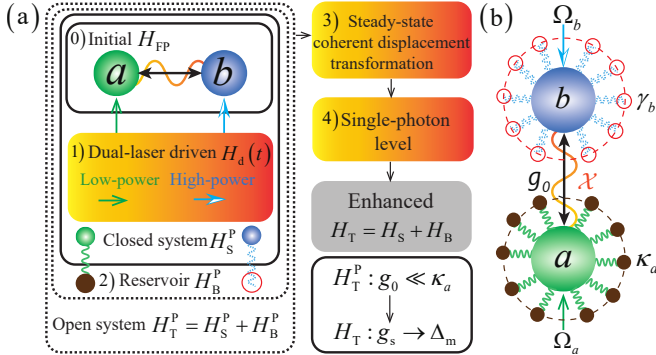 (a)
0) Initial H_FP
a
b
1) Dual-laser driven H_d(t)
Low-power
High-power
Closed system H_S^P
2) Reservoir H_B^P
Open system H_T^P = H_S^P + H_B^P
3) Steady-state
coherent displacement
transformation
4) Single-photon
level
Enhanced
H_T = H_S + H_B
H_T^P : g_0 ≪ κ_a
H_T : g_s → Δ_m
(b)
Ω_b
b
γ_b
g_0
χ
a
κ_a
Ω_a